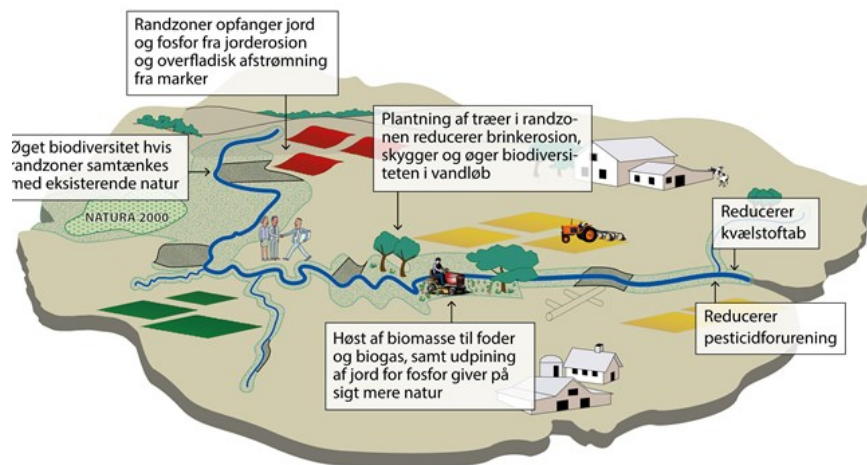 Randzoner opfanger jord
og fosfor fra jorderosion
og overfladisk afstrømning
fra marker
Plantning af træer i randzo-
nen reducerer brinkerosion,
skygger og øger biodiversi-
teten i vandløb
Øget biodiversitet hvis
randzoner samtænkes
med eksisterende natur
NATURA 2000
Reducerer
kvælstoftab
Reducerer
pesticidforurening
Høst af biomasse til foder
og biogas, samt udpining
af jord for fosfor giver på
sigt mere natur